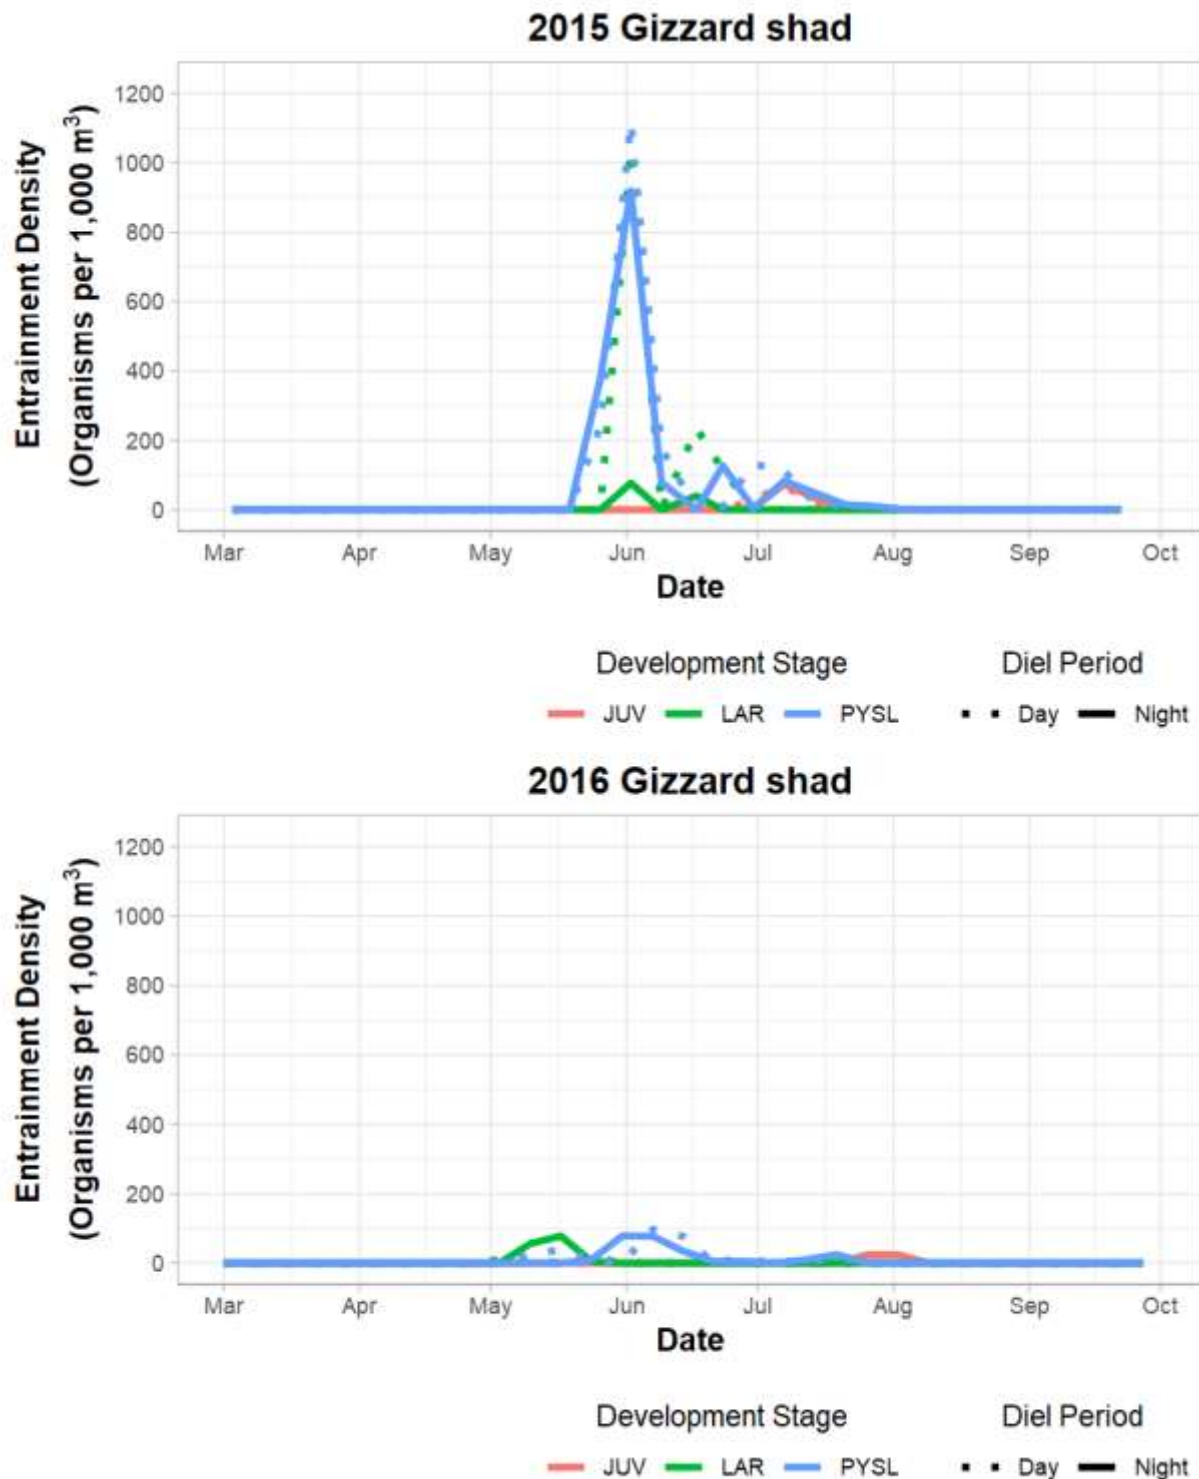 2015 Gizzard shad
Entrainment Density
(Organisms per 1,000 m³)
1200
1000
800
600
400
200
0
Mar Apr May Jun Jul Aug Sep Oct
Date
Development Stage Diel Period
JUV LAR PYSL Day Night
2016 Gizzard shad
Entrainment Density
(Organisms per 1,000 m³)
1200
1000
800
600
400
200
0
Mar Apr May Jun Jul Aug Sep Oct
Date
Development Stage Diel Period
JUV LAR PYSL Day Night